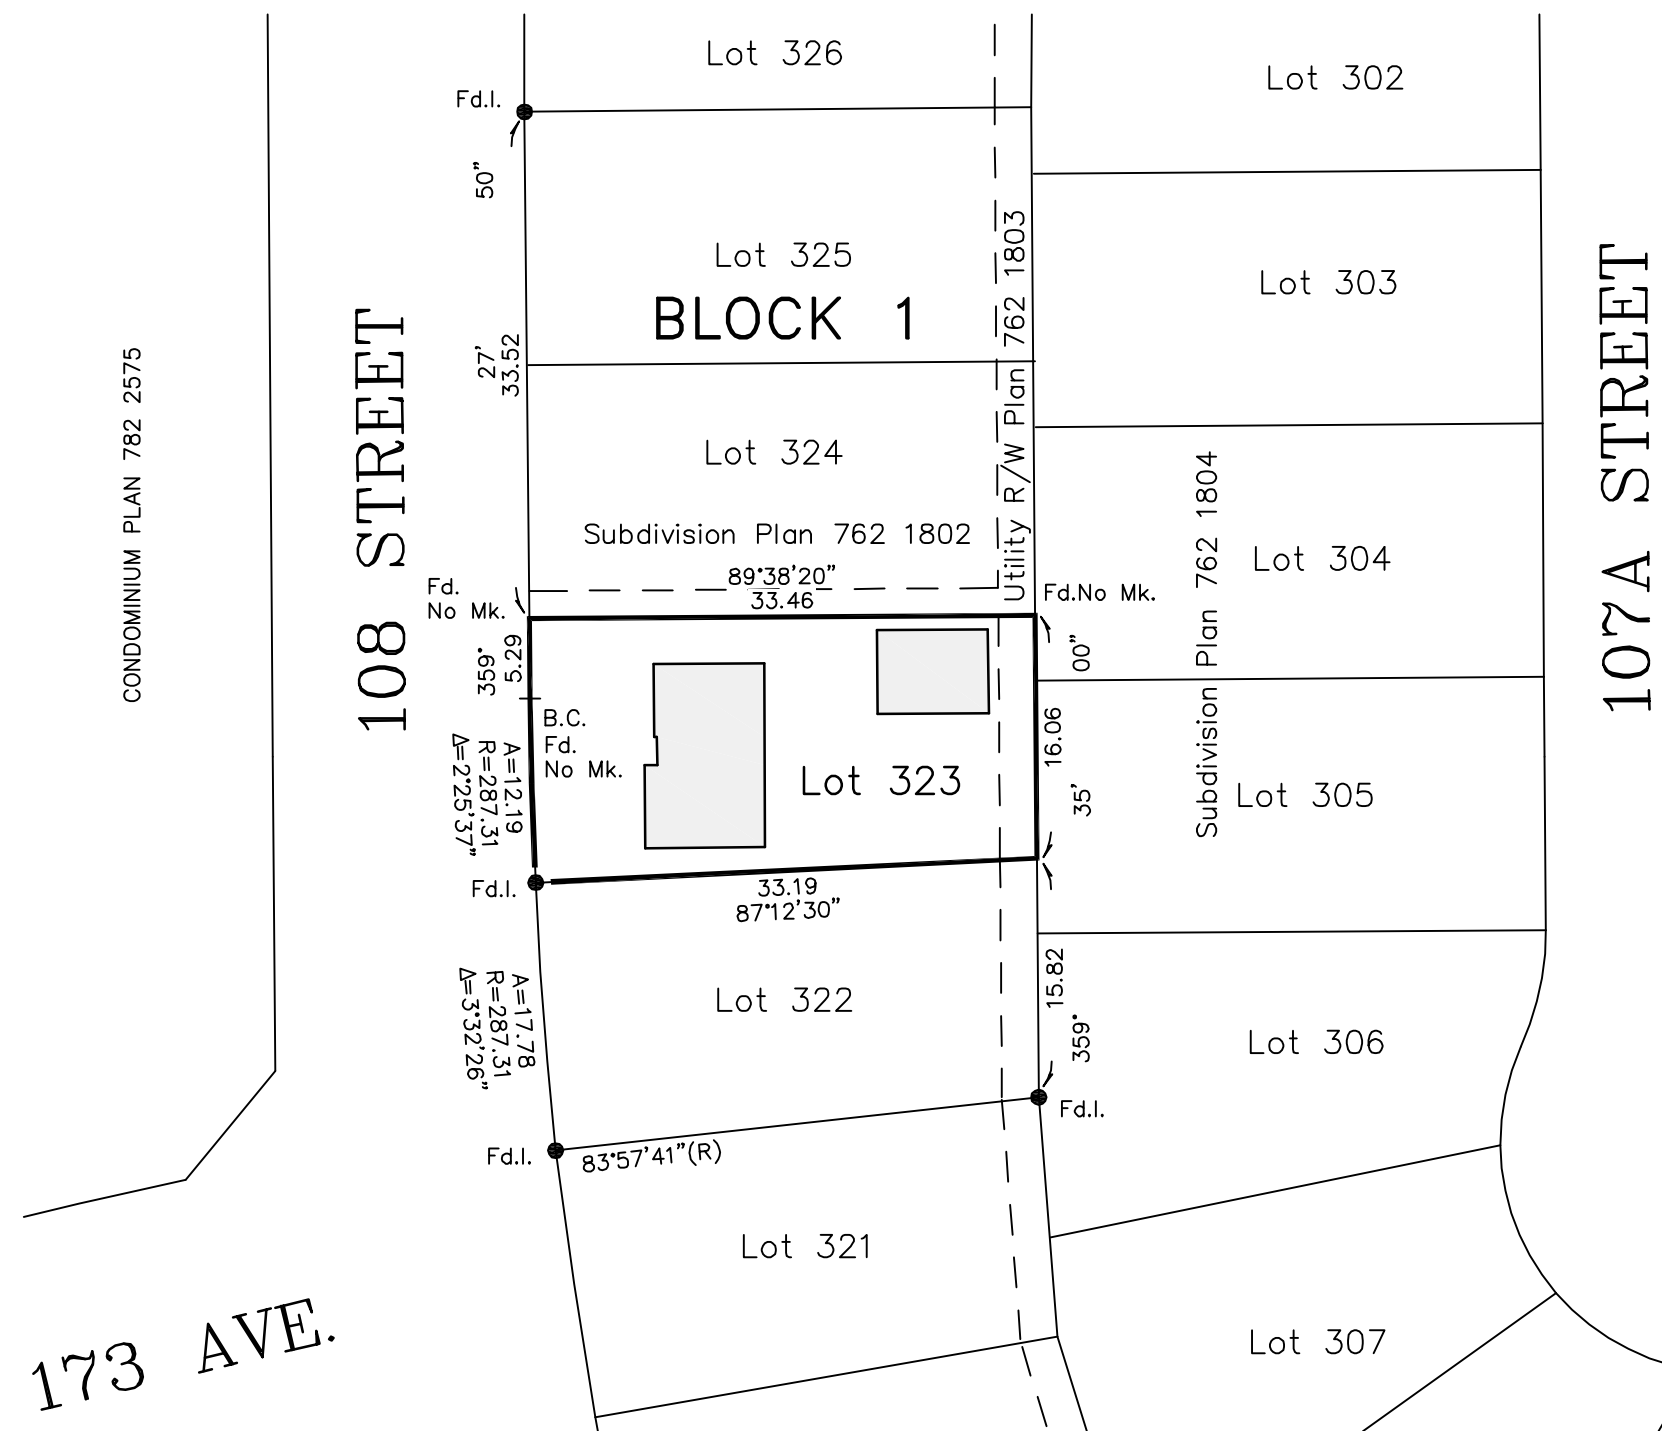 Lot 326
Lot 302
Fd.I.
50"
Lot 325
Lot 303
BLOCK 1
Utility R/W Plan 762 1803
27'
33.52
108 STREET
107A STREET
CONDOMINIUM PLAN 782 2575
Lot 324
Subdivision Plan 762 1804
Lot 304
Subdivision Plan 762 1802
89°38'20"
33.46
Fd.
No Mk.
Fd.No Mk.
359°
5.29
00"
B.C.
Fd.
No Mk.
A=12.19
R=287.31
Δ=2°25'37"
Lot 323
16.06
35'
Lot 305
Fd.I.
33.19
87°12'30"
A=17.78
R=287.31
Δ=3°32'26"
Lot 322
15.82
359°
Lot 306
Fd.I.
Fd.I.
83°57'41"(R)
Lot 321
173 AVE.
Lot 307